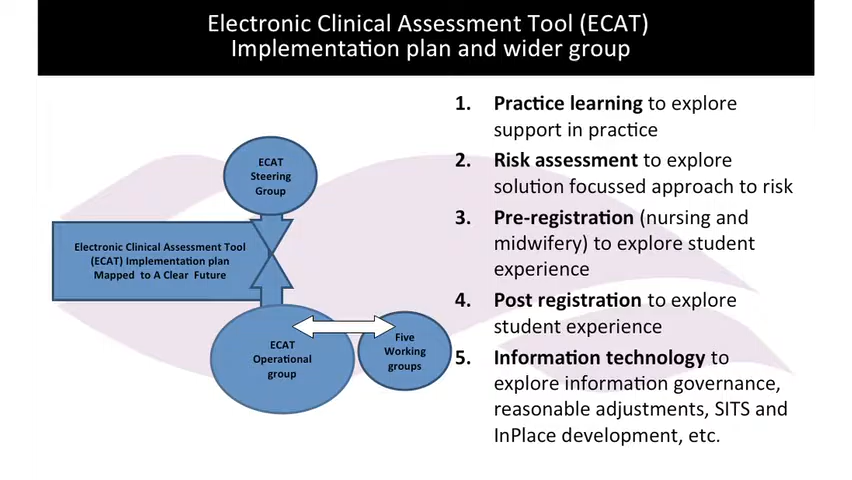 Electronic Clinical Assessment Tool (ECAT)
Implementation plan and wider group
ECAT
Steering
Group
Electronic Clinical Assessment Tool
(ECAT) Implementation plan
Mapped to A Clear Future
ECAT
Operational
group
Five
Working
groups
1. Practice learning to explore
support in practice
2. Risk assessment to explore
solution focussed approach to risk
3. Pre-registration (nursing and
midwifery) to explore student
experience
4. Post registration to explore
student experience
5. Information technology to
explore information governance,
reasonable adjustments, SITS and
InPlace development, etc.